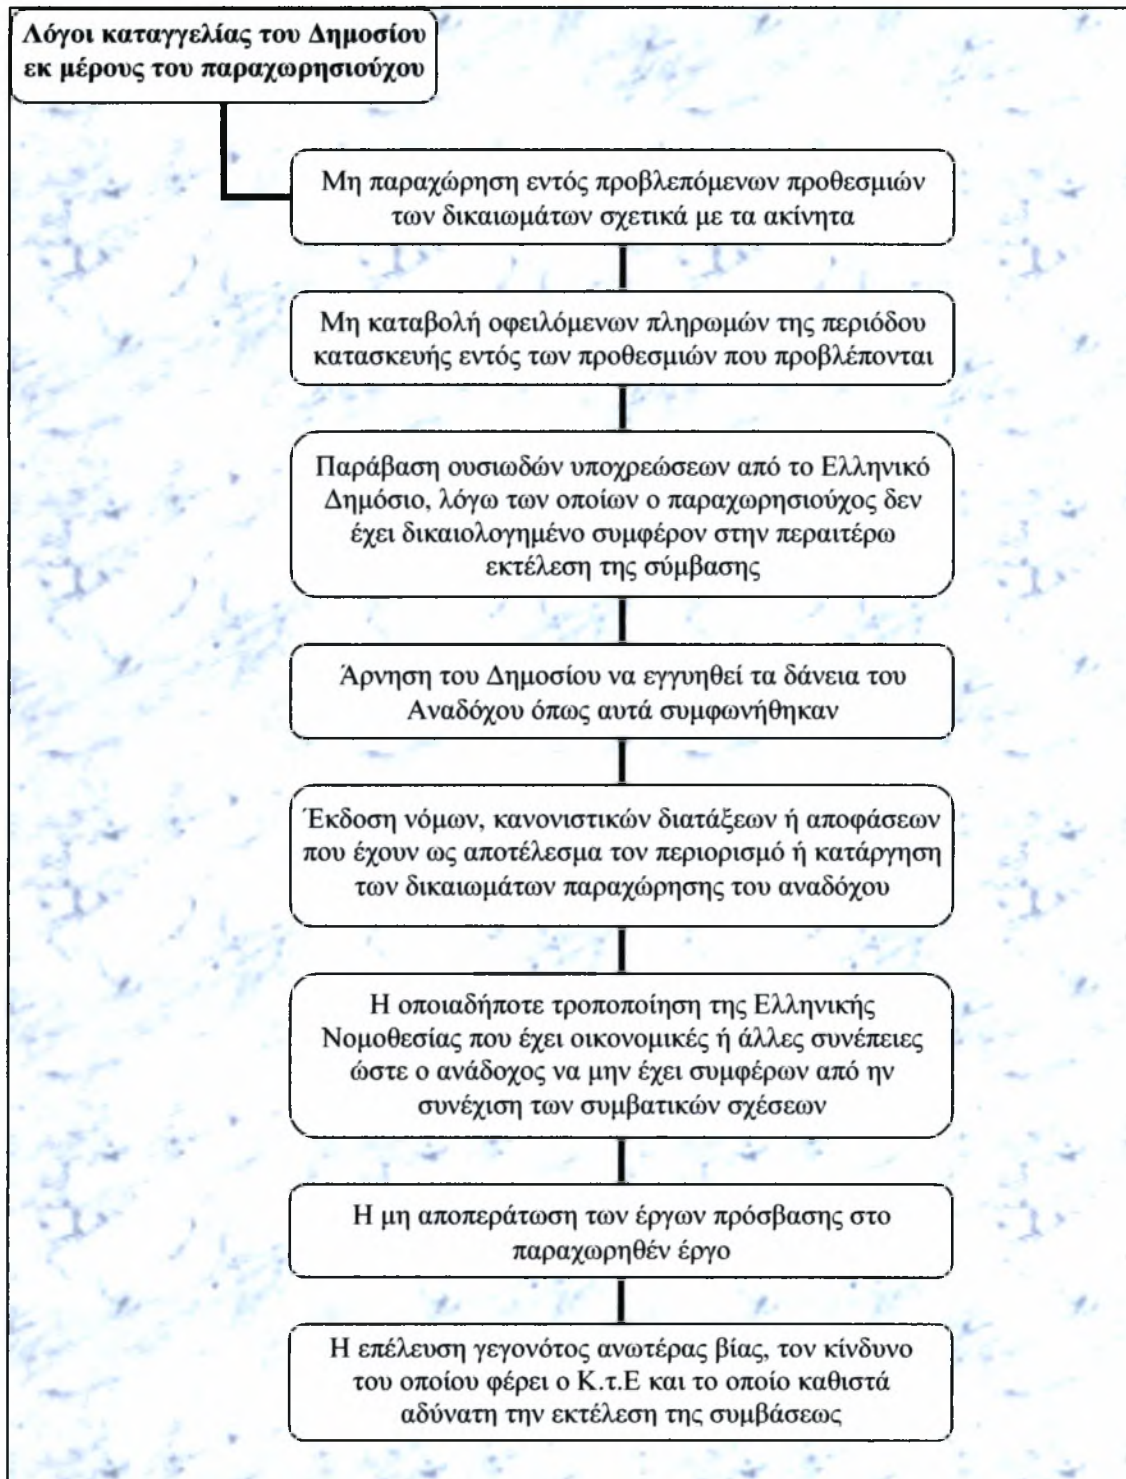 Λόγοι καταγγελίας του Δημοσίου
εκ μέρους του παραχωρησιούχου
Μη παραχώρηση εντός προβλεπόμενων προθεσμιών
των δικαιωμάτων σχετικά με τα ακίνητα
Μη καταβολή οφειλόμενων πληρωμών της περιόδου
κατασκευής εντός των προθεσμιών που προβλέπονται
Παράβαση ουσιωδών υποχρεώσεων από το Ελληνικό
Δημόσιο, λόγω των οποίων ο παραχωρησιούχος δεν
έχει δικαιολογημένο συμφέρον στην περαιτέρω
εκτέλεση της σύμβασης
Άρνηση του Δημοσίου να εγγυηθεί τα δάνεια του
Αναδόχου όπως αυτά συμφωνήθηκαν
Έκδοση νόμων, κανονιστικών διατάξεων ή αποφάσεων
που έχουν ως αποτέλεσμα τον περιορισμό ή κατάργηση
των δικαιωμάτων παραχώρησης του αναδόχου
Η οποιαδήποτε τροποποίηση της Ελληνικής
Νομοθεσίας που έχει οικονομικές ή άλλες συνέπειες
ώστε ο ανάδοχος να μην έχει συμφέρων από ην
συνέχιση των συμβατικών σχέσεων
Η μη αποπεράτωση των έργων πρόσβασης στο
παραχωρηθέν έργο
Η επέλευση γεγονότος ανωτέρας βίας, τον κίνδυνο
του οποίου φέρει ο Κ.τ.Ε και το οποίο καθιστά
αδύνατη την εκτέλεση της συμβάσεως